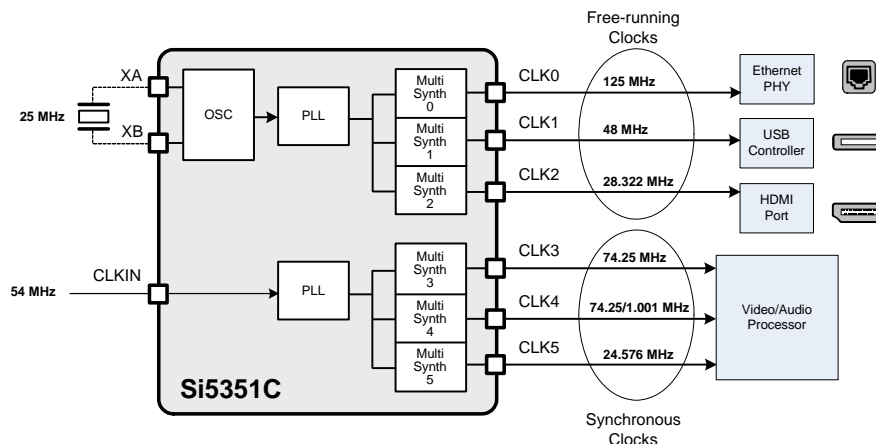 Free-running
Clocks
XA
25 MHz
XB
OSC
PLL
Multi
Synth
0
Multi
Synth
1
Multi
Synth
2
CLK0
125 MHz
Ethernet
PHY
CLK1
48 MHz
USB
Controller
CLK2
28.322 MHz
HDMI
Port
CLKIN
54 MHz
PLL
Multi
Synth
3
Multi
Synth
4
Multi
Synth
5
CLK3
74.25 MHz
CLK4
74.25/1.001 MHz
Video/Audio
Processor
CLK5
24.576 MHz
Si5351C
Synchronous
Clocks